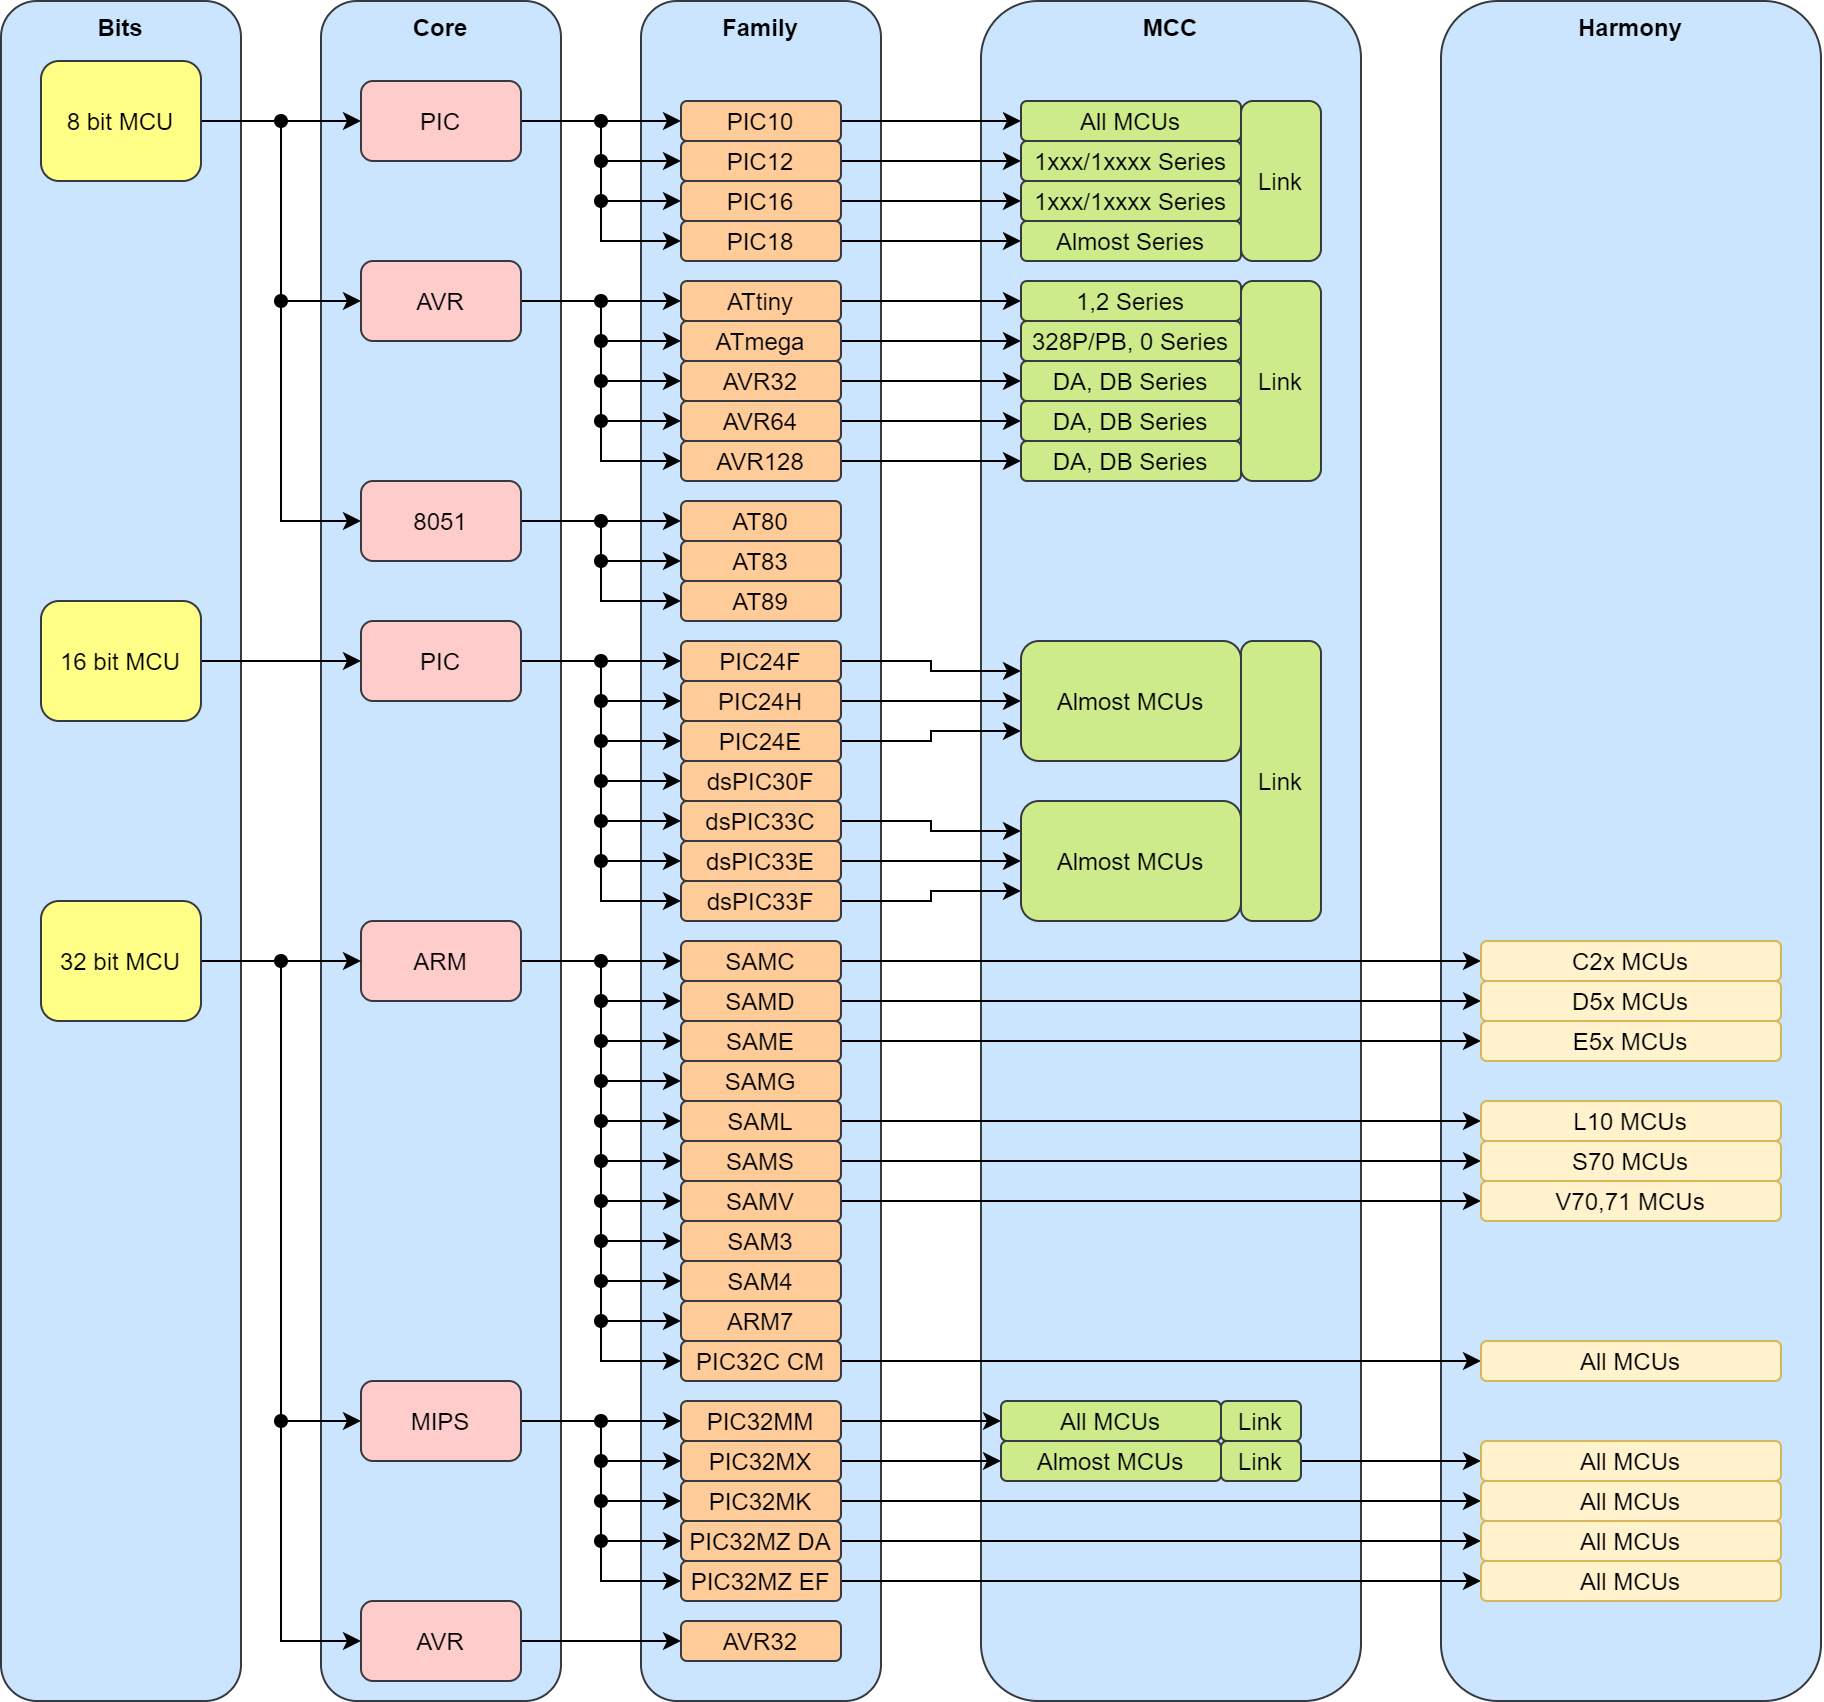 Bits
Core
Family
MCC
Harmony
8 bit MCU
PIC
PIC10
All MCUs
PIC12
1xxx/1xxxx Series
Link
PIC16
1xxx/1xxxx Series
PIC18
Almost Series
AVR
ATtiny
1,2 Series
ATmega
328P/PB, 0 Series
AVR32
DA, DB Series
Link
AVR64
DA, DB Series
AVR128
DA, DB Series
8051
AT80
AT83
AT89
16 bit MCU
PIC
PIC24F
PIC24H
Almost MCUs
PIC24E
dsPIC30F
Link
dsPIC33C
dsPIC33E
Almost MCUs
dsPIC33F
32 bit MCU
ARM
SAMC
C2x MCUs
SAMD
D5x MCUs
SAME
E5x MCUs
SAMG
SAML
L10 MCUs
SAMS
S70 MCUs
SAMV
V70,71 MCUs
SAM3
SAM4
ARM7
PIC32C CM
All MCUs
MIPS
PIC32MM
All MCUs
Link
PIC32MX
Almost MCUs
Link
All MCUs
PIC32MK
All MCUs
PIC32MZ DA
All MCUs
PIC32MZ EF
All MCUs
AVR
AVR32